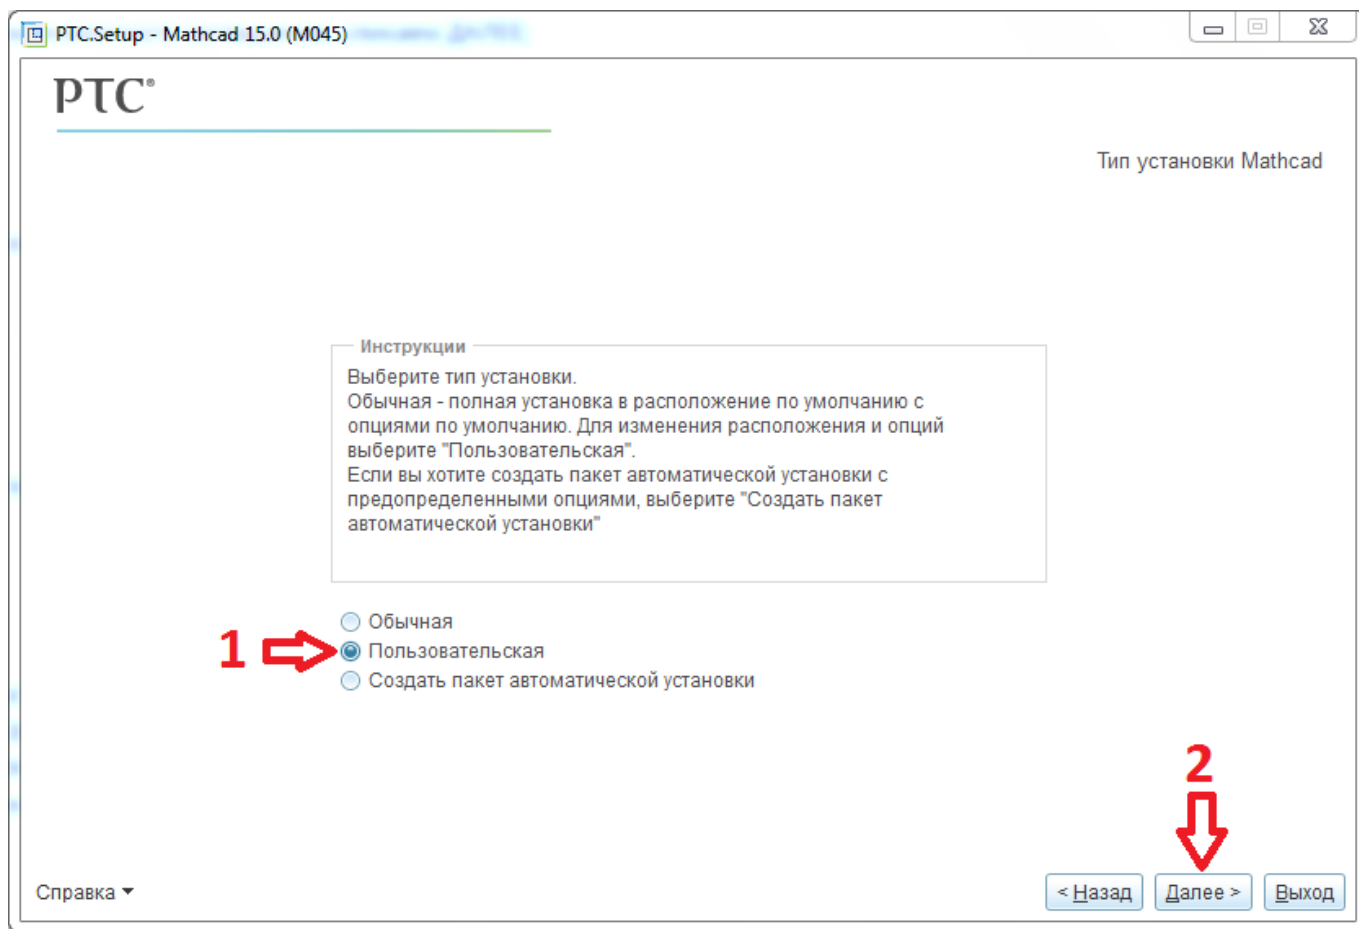 PTC.Setup - Mathcad 15.0 (M045)
PTC®
Тип установки Mathcad
Инструкции
Выберите тип установки.
Обычная - полная установка в расположение по умолчанию с
опциями по умолчанию. Для изменения расположения и опций
выберите "Пользовательская".
Если вы хотите создать пакет автоматической установки с
предопределенными опциями, выберите "Создать пакет
автоматической установки"
Обычная
1
Пользовательская
Создать пакет автоматической установки
2
Справка
< Назад
Далее >
Выход